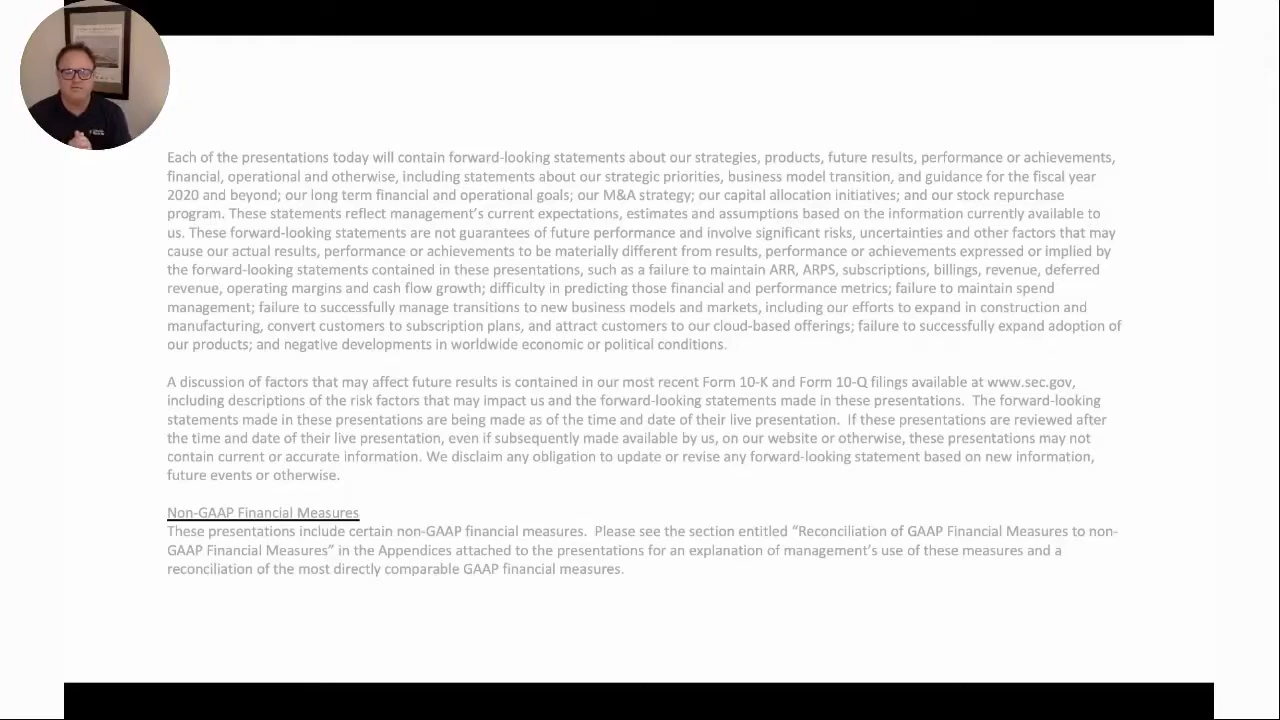 Each of the presentations today will contain forward-looking statements about our strategies, products, future results, performance or achievements,
financial, operational and otherwise, including statements about our strategic priorities, business model transition, and guidance for the fiscal year
2020 and beyond; our long term financial and operational goals; our M&A strategy; our capital allocation initiatives; and our stock repurchase
program. These statements reflect management's current expectations, estimates and assumptions based on the information currently available to
us. These forward-looking statements are not guarantees of future performance and involve significant risks, uncertainties and other factors that may
cause our actual results, performance or achievements to be materially different from results, performance or achievements expressed or implied by
the forward-looking statements contained in these presentations, such as a failure to maintain ARR, ARPS, subscriptions, billings, revenue, deferred
revenue, operating margins and cash flow growth; difficulty in predicting those financial and performance metrics; failure to maintain spend
management; failure to successfully manage transitions to new business models and markets, including our efforts to expand in construction and
manufacturing, convert customers to subscription plans, and attract customers to our cloud-based offerings; failure to successfully expand adoption of
our products; and negative developments in worldwide economic or political conditions.
A discussion of factors that may affect future results is contained in our most recent Form 10-K and Form 10-Q filings available at www.sec.gov,
including descriptions of the risk factors that may impact us and the forward-looking statements made in these presentations.  The forward-looking
statements made in these presentations are being made as of the time and date of their live presentation.  If these presentations are reviewed after
the time and date of their live presentation, even if subsequently made available by us, on our website or otherwise, these presentations may not
contain current or accurate information. We disclaim any obligation to update or revise any forward-looking statement based on new information,
future events or otherwise.
Non-GAAP Financial Measures
These presentations include certain non-GAAP financial measures.  Please see the section entitled “Reconciliation of GAAP Financial Measures to non-
GAAP Financial Measures” in the Appendices attached to the presentations for an explanation of management's use of these measures and a
reconciliation of the most directly comparable GAAP financial measures.